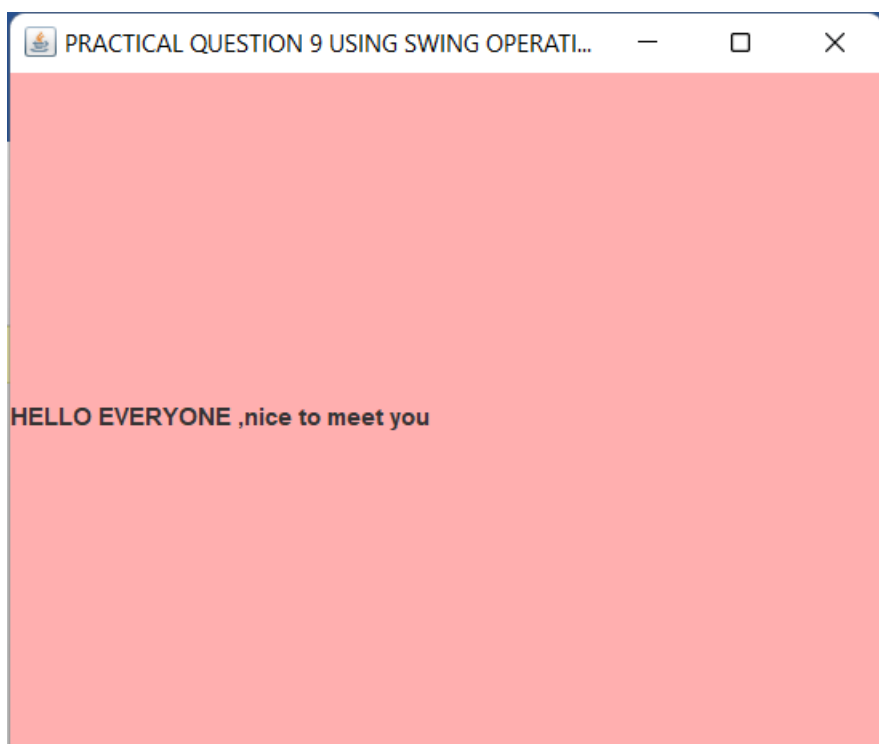 PRACTICAL QUESTION 9 USING SWING OPERATI...
HELLO EVERYONE ,nice to meet you